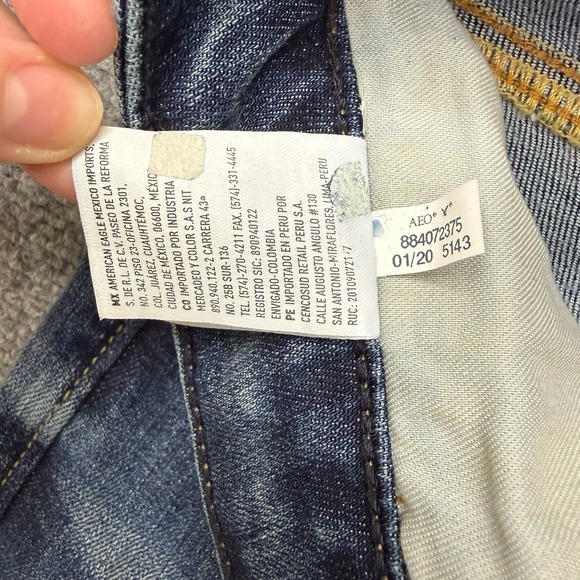 MX AMERICAN EAGLE MEXICO IMPORTS,
S. DE R.L. DE C.V. PASEO DE LA REFORMA
NO. 342 PISO 23-OFICINA 2301,
COL. JUÁREZ, CUAUHTÉMOC,
CIUDAD DE MÉXICO, 06600, MÉXICO
CO IMPORTADO POR INDUSTRIA
MERCADEO Y COLOR S.A.S NIT
890.940.122-2 CARRERA 43ª
NO. 25B SUR-136
TEL. (574)-270-4211 FAX. (574)-331-4445
REGISTRO SIC: 890940122
ENVIGADO-COLOMBIA
PE IMPORTADO EN PERU POR
CENCOSUD RETAIL PERU S.A.
CALLE AUGUSTO ANGULO #130
SAN ANTONIO-MIRAFLORES, LIMA-PERU
RUC: 20109072177
AEO® Y®
884072375
01/20 5143